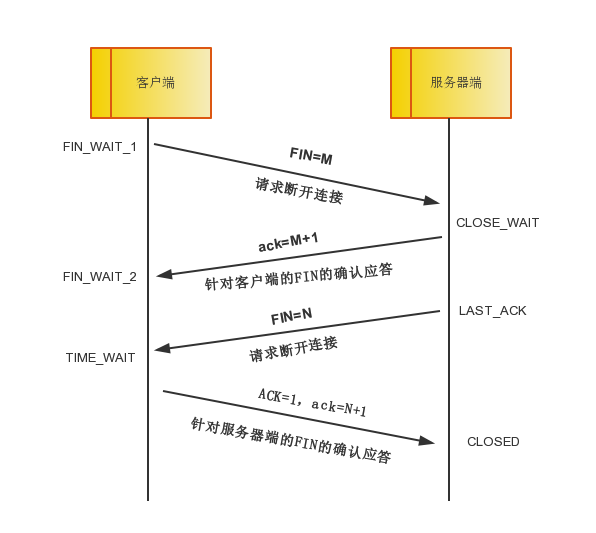 客户端
服务器端
FIN_WAIT_1
FIN=M
请求断开连接
CLOSE_WAIT
ack=M+1
FIN_WAIT_2
针对客户端的FIN的确认应答
FIN=N
LAST_ACK
请求断开连接
TIME_WAIT
ACK=1, ack=N+1
针对服务器端的FIN的确认应答
CLOSED